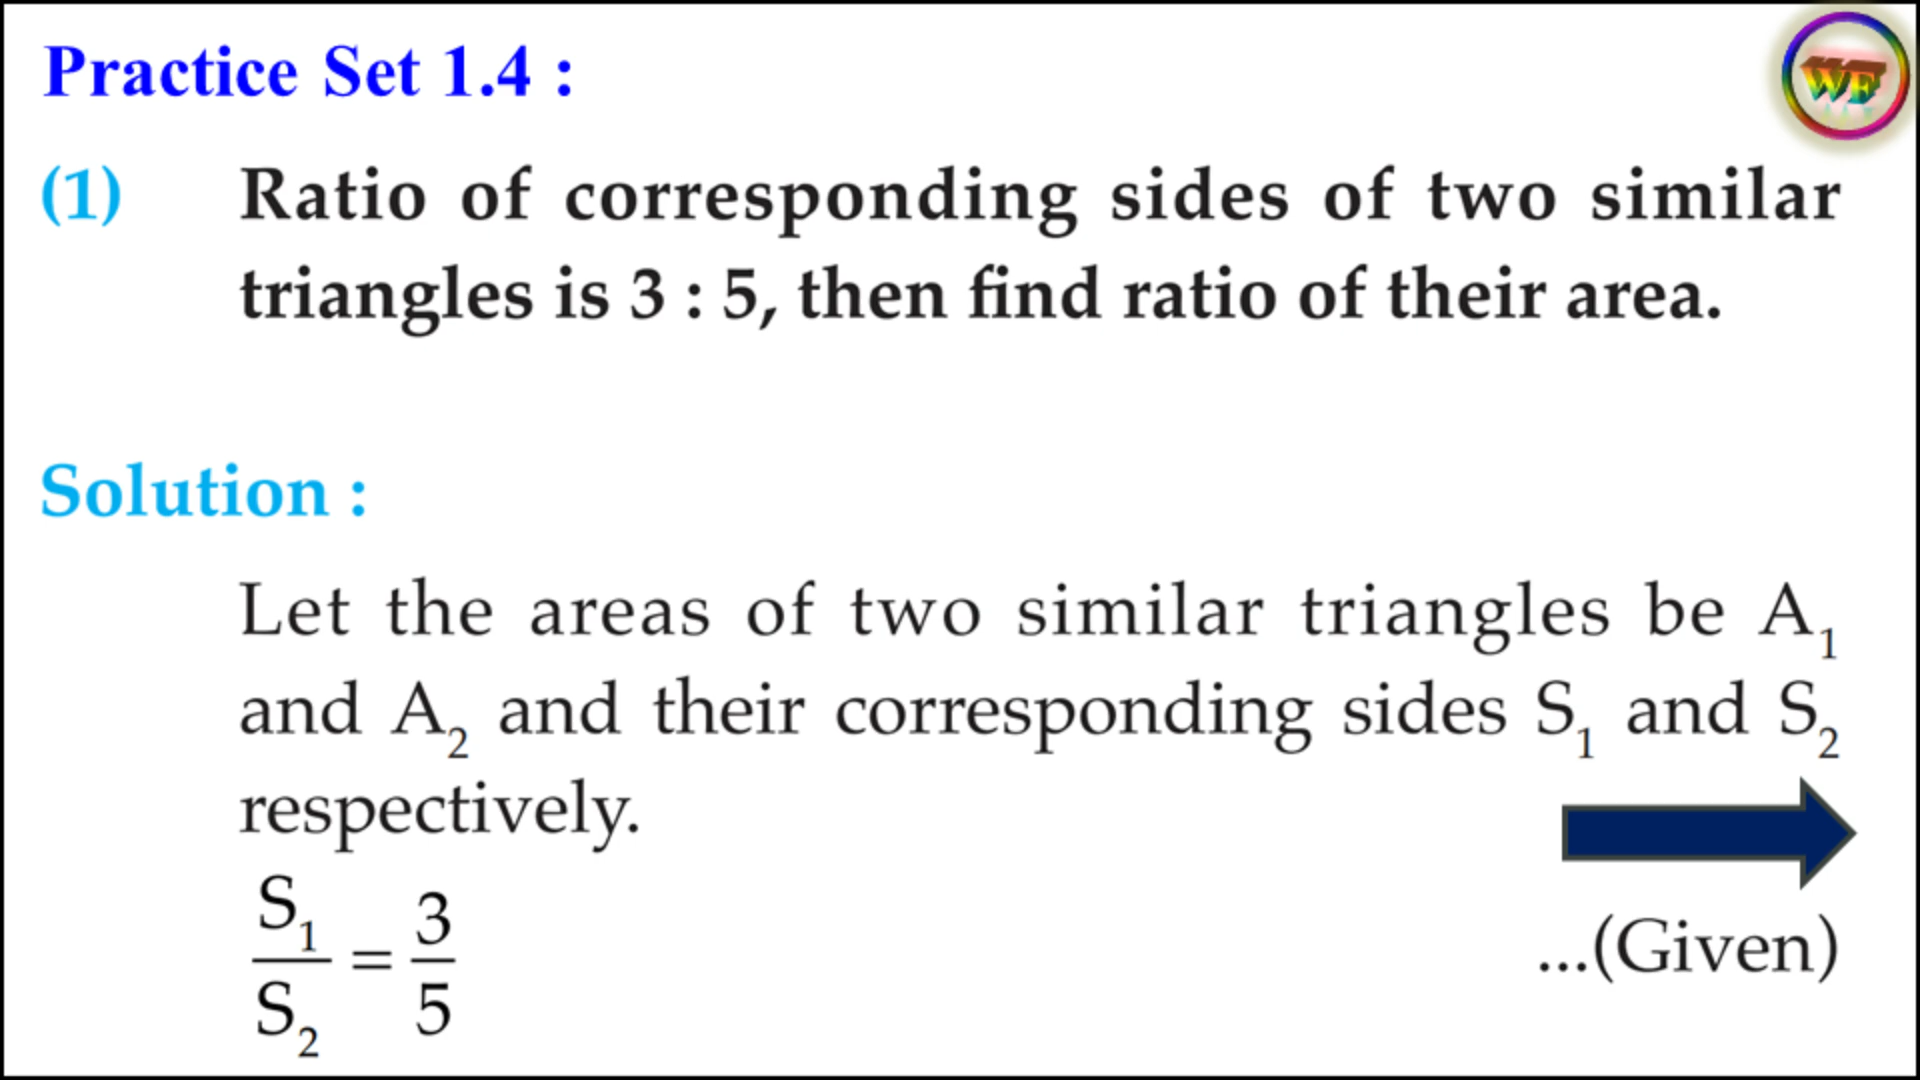 Practice Set 1.4 :
WE
(1) Ratio of corresponding sides of two similar
triangles is 3 : 5, then find ratio of their area.
Solution :
Let the areas of two similar triangles be A₁
and A₂ and their corresponding sides S₁ and S₂
respectively.
S₁/S₂ = 3/5 ...(Given)